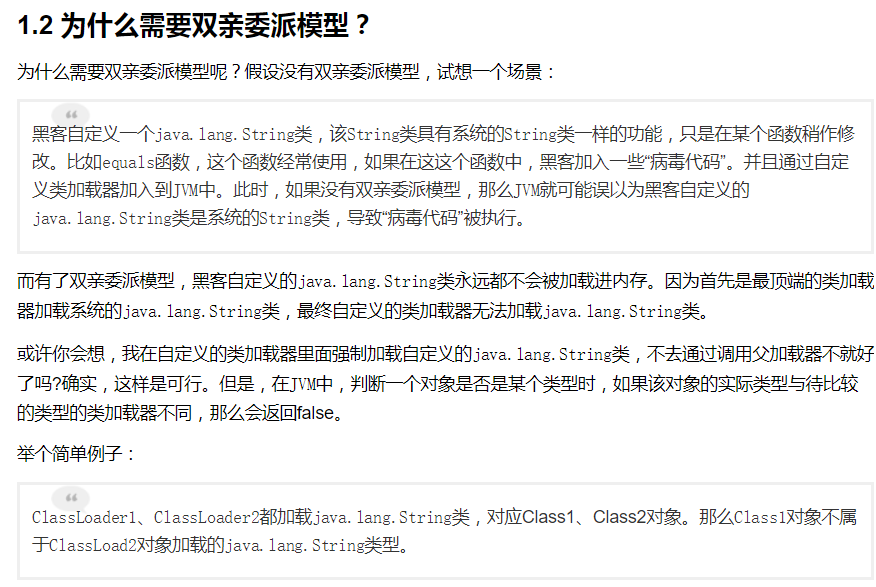 1.2 为什么需要双亲委派模型？
为什么需要双亲委派模型呢？假设没有双亲委派模型，试想一个场景：
黑客自定义一个java.lang.String类，该String类具有系统的String类一样的功能，只是在某个函数稍作修
改。比如equals函数，这个函数经常使用，如果在这这个函数中，黑客加入一些“病毒代码”。并且通过自定
义类加载器加入到JVM中。此时，如果没有双亲委派模型，那么JVM就可能误以为黑客自定义的
java.lang.String类是系统的String类，导致“病毒代码”被执行。
而有了双亲委派模型，黑客自定义的java.lang.String类永远都不会被加载进内存。因为首先是最顶端的类加载
器加载系统的java.lang.String类，最终自定义的类加载器无法加载java.lang.String类。
或许你会想，我在自定义的类加载器里面强制加载自定义的java.lang.String类，不去通过调用父加载器不就好
了吗?确实，这样是可行。但是，在JVM中，判断一个对象是否是某个类型时，如果该对象的实际类型与待比较
的类型的类加载器不同，那么会返回false。
举个简单例子：
ClassLoader1、ClassLoader2都加载java.lang.String类，对应Class1、Class2对象。那么Class1对象不属
于ClassLoad2对象加载的java.lang.String类型。